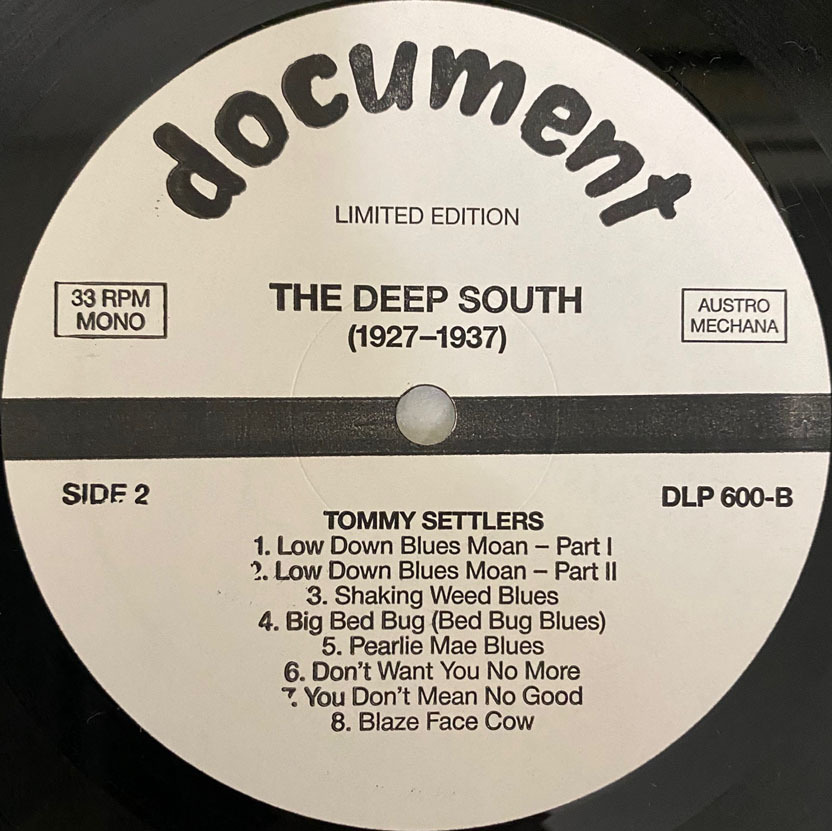 document
LIMITED EDITION
33 RPM
MONO
THE DEEP SOUTH
(1927–1937)
AUSTRO
MECHANA
SIDE 2
DLP 600-B
TOMMY SETTLERS
1. Low Down Blues Moan – Part I
2. Low Down Blues Moan – Part II
3. Shaking Weed Blues
4. Big Bed Bug (Bed Bug Blues)
5. Pearlie Mae Blues
6. Don't Want You No More
7. You Don't Mean No Good
8. Blaze Face Cow